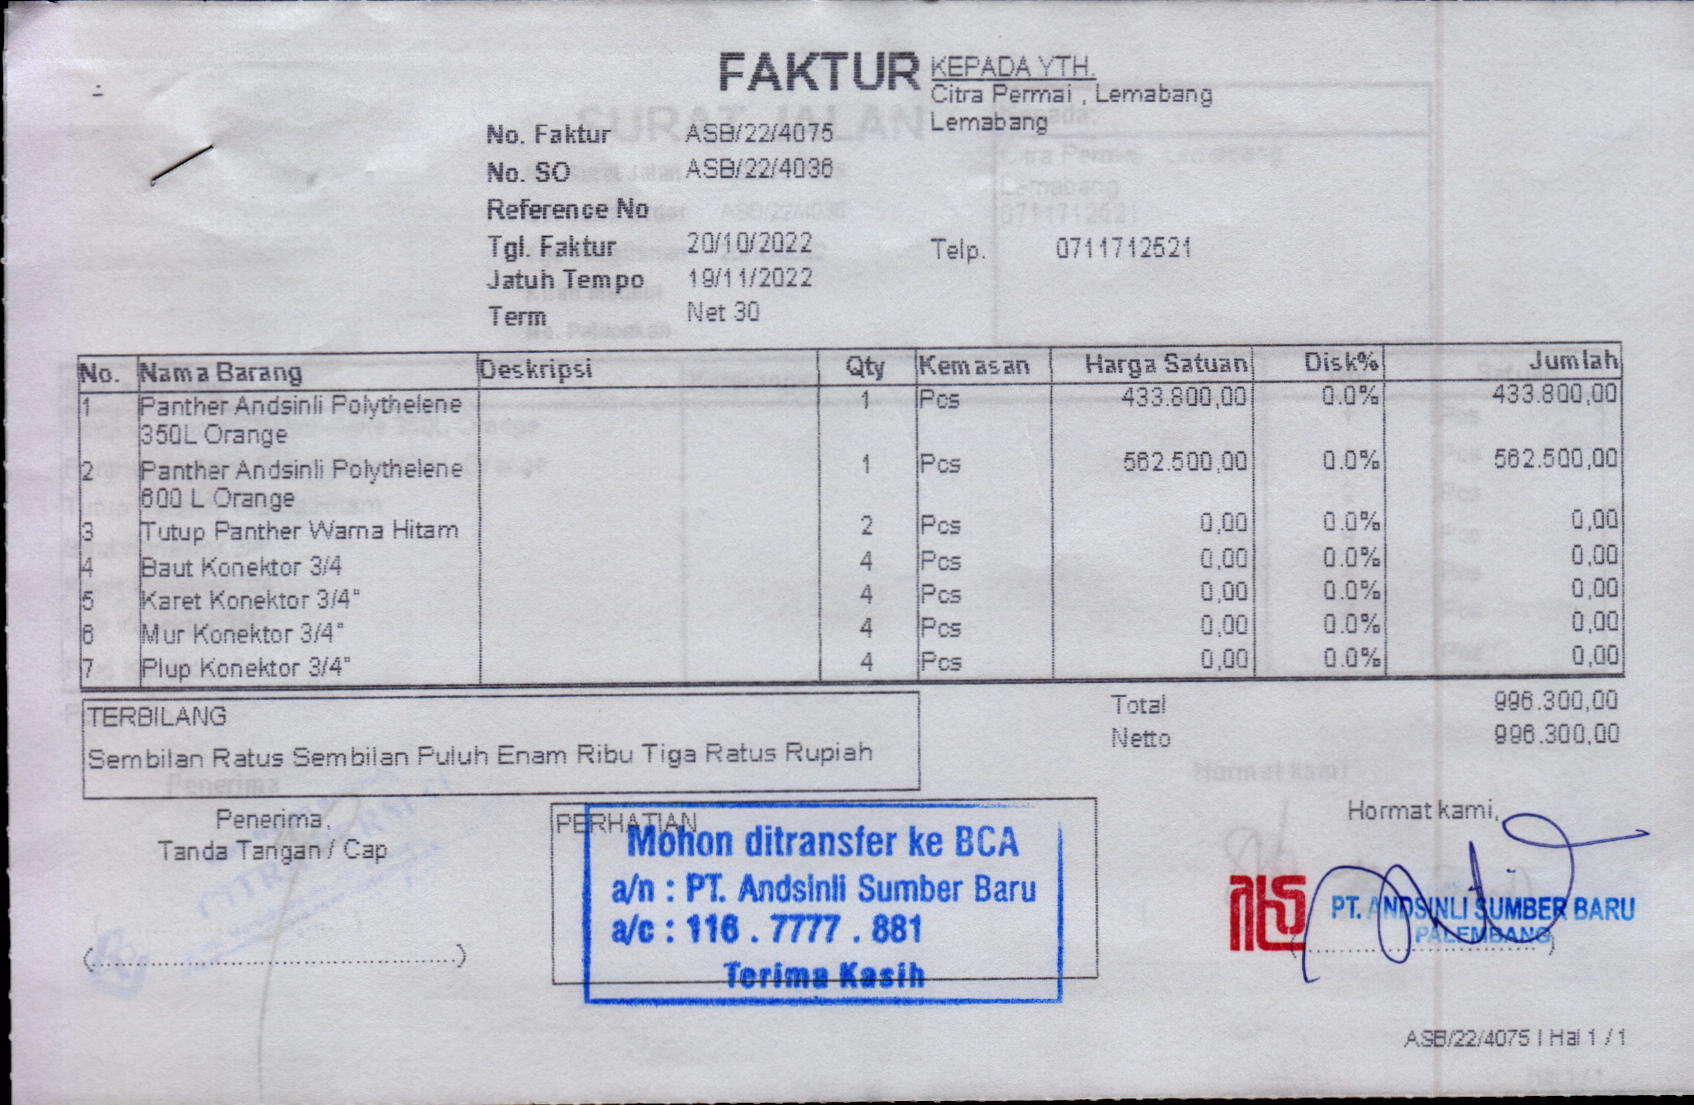 FAKTUR
KEPADA YTH.
Citra Permai , Lemabang
Lemabang
No. Faktur ASB/22/4075
No. SO ASB/22/4036
Reference No
Tgl. Faktur 20/10/2022
Telp. 0711712521
Jatuh Tempo 19/11/2022
Term Net 30
No. Nama Barang Deskripsi Qty Kemasan Harga Satuan Disk% Jumlah
1 Panther Andsinli Polythelene 1 Pcs 433.800,00 0.0% 433.800,00
350L Orange
2 Panther Andsinli Polythelene 1 Pcs 562.500,00 0.0% 562.500,00
600 L Orange
3 Tutup Panther Warna Hitam 2 Pcs 0,00 0.0% 0,00
4 Baut Konektor 3/4 4 Pcs 0,00 0.0% 0,00
5 Karet Konektor 3/4" 4 Pcs 0,00 0.0% 0,00
6 Mur Konektor 3/4" 4 Pcs 0,00 0.0% 0,00
7 Plup Konektor 3/4" 4 Pcs 0,00 0.0% 0,00
Total 996.300,00
Netto 996.300,00
TERBILANG
Sembilan Ratus Sembilan Puluh Enam Ribu Tiga Ratus Rupiah
Penerima,
Tanda Tangan / Cap
PERHATIAN
Mohon ditransfer ke BCA
a/n : PT. Andsinli Sumber Baru
a/c : 116 . 7777 . 881
Terima Kasih
Hormat kami,
PT. ANDSINLI SUMBER BARU
PALEMBANG
ASB/22/4075 | Hal 1 / 1